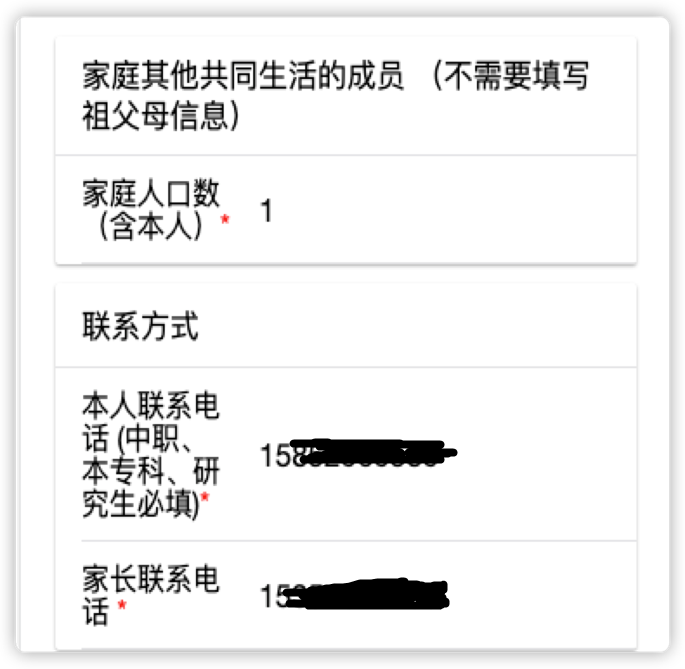 家庭其他共同生活的成员 （不需要填写
祖父母信息）
家庭人口数
（含本人）* 1
联系方式
本人联系电
话 (中职、
本专科、研
究生必填)*
158
家长联系电
话 *
15